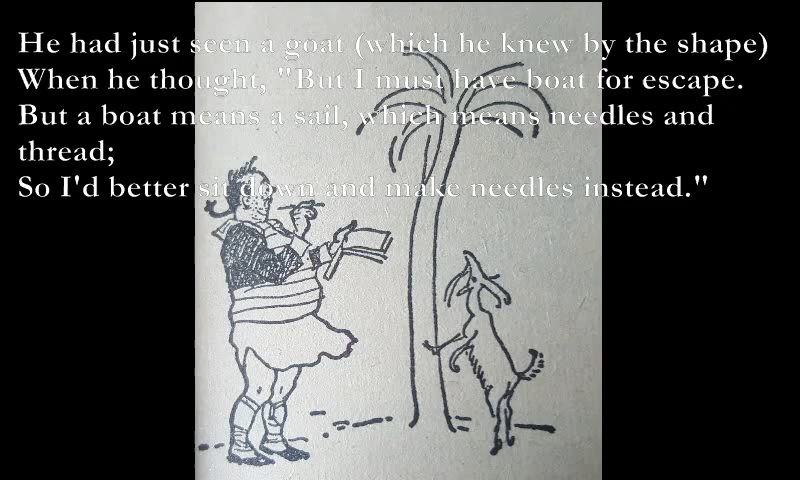 He had just seen a goat (which he knew by the shape)
When he thought, "But I must have boat for escape.
But a boat means a sail, which means needles and
thread;
So I'd better sit down and make needles instead."